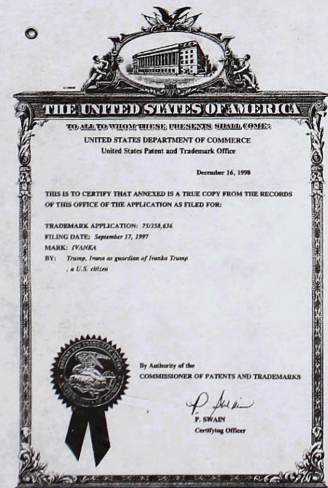 THE UNITED STATES OF AMERICA
TO ALL TO WHOM THESE PRESENTS SHALL COME:
UNITED STATES DEPARTMENT OF COMMERCE
United States Patent and Trademark Office
December 16, 1998
THIS IS TO CERTIFY THAT ANNEXED IS A TRUE COPY FROM THE RECORDS
OF THIS OFFICE OF THE APPLICATION AS FILED FOR:
TRADEMARK APPLICATION: 75/358,636
FILING DATE: September 17, 1997
MARK: IVANKA
BY: Trump, Ivana as guardian of Ivanka Trump
, a U.S. citizen
By Authority of the
COMMISSIONER OF PATENTS AND TRADEMARKS
P. SWAIN
Certifying Officer